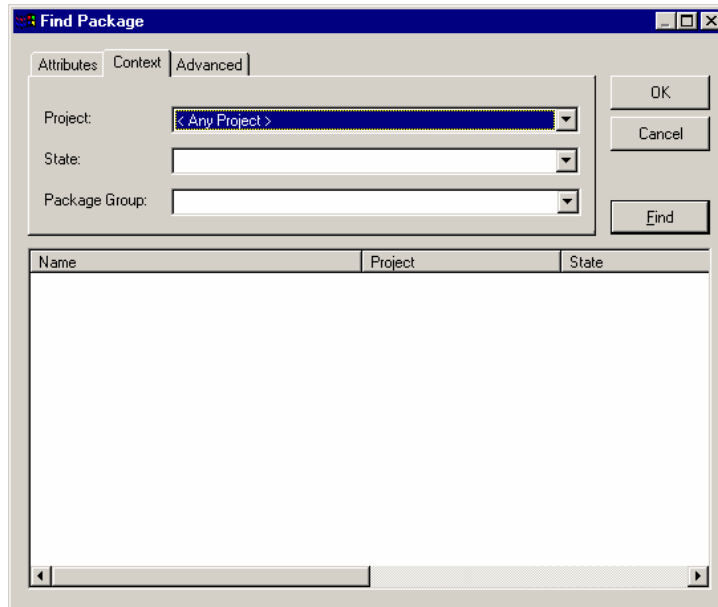 Find Package
Attributes Context Advanced
Project: < Any Project >
State:
Package Group:
OK
Cancel
Find
Name Project State